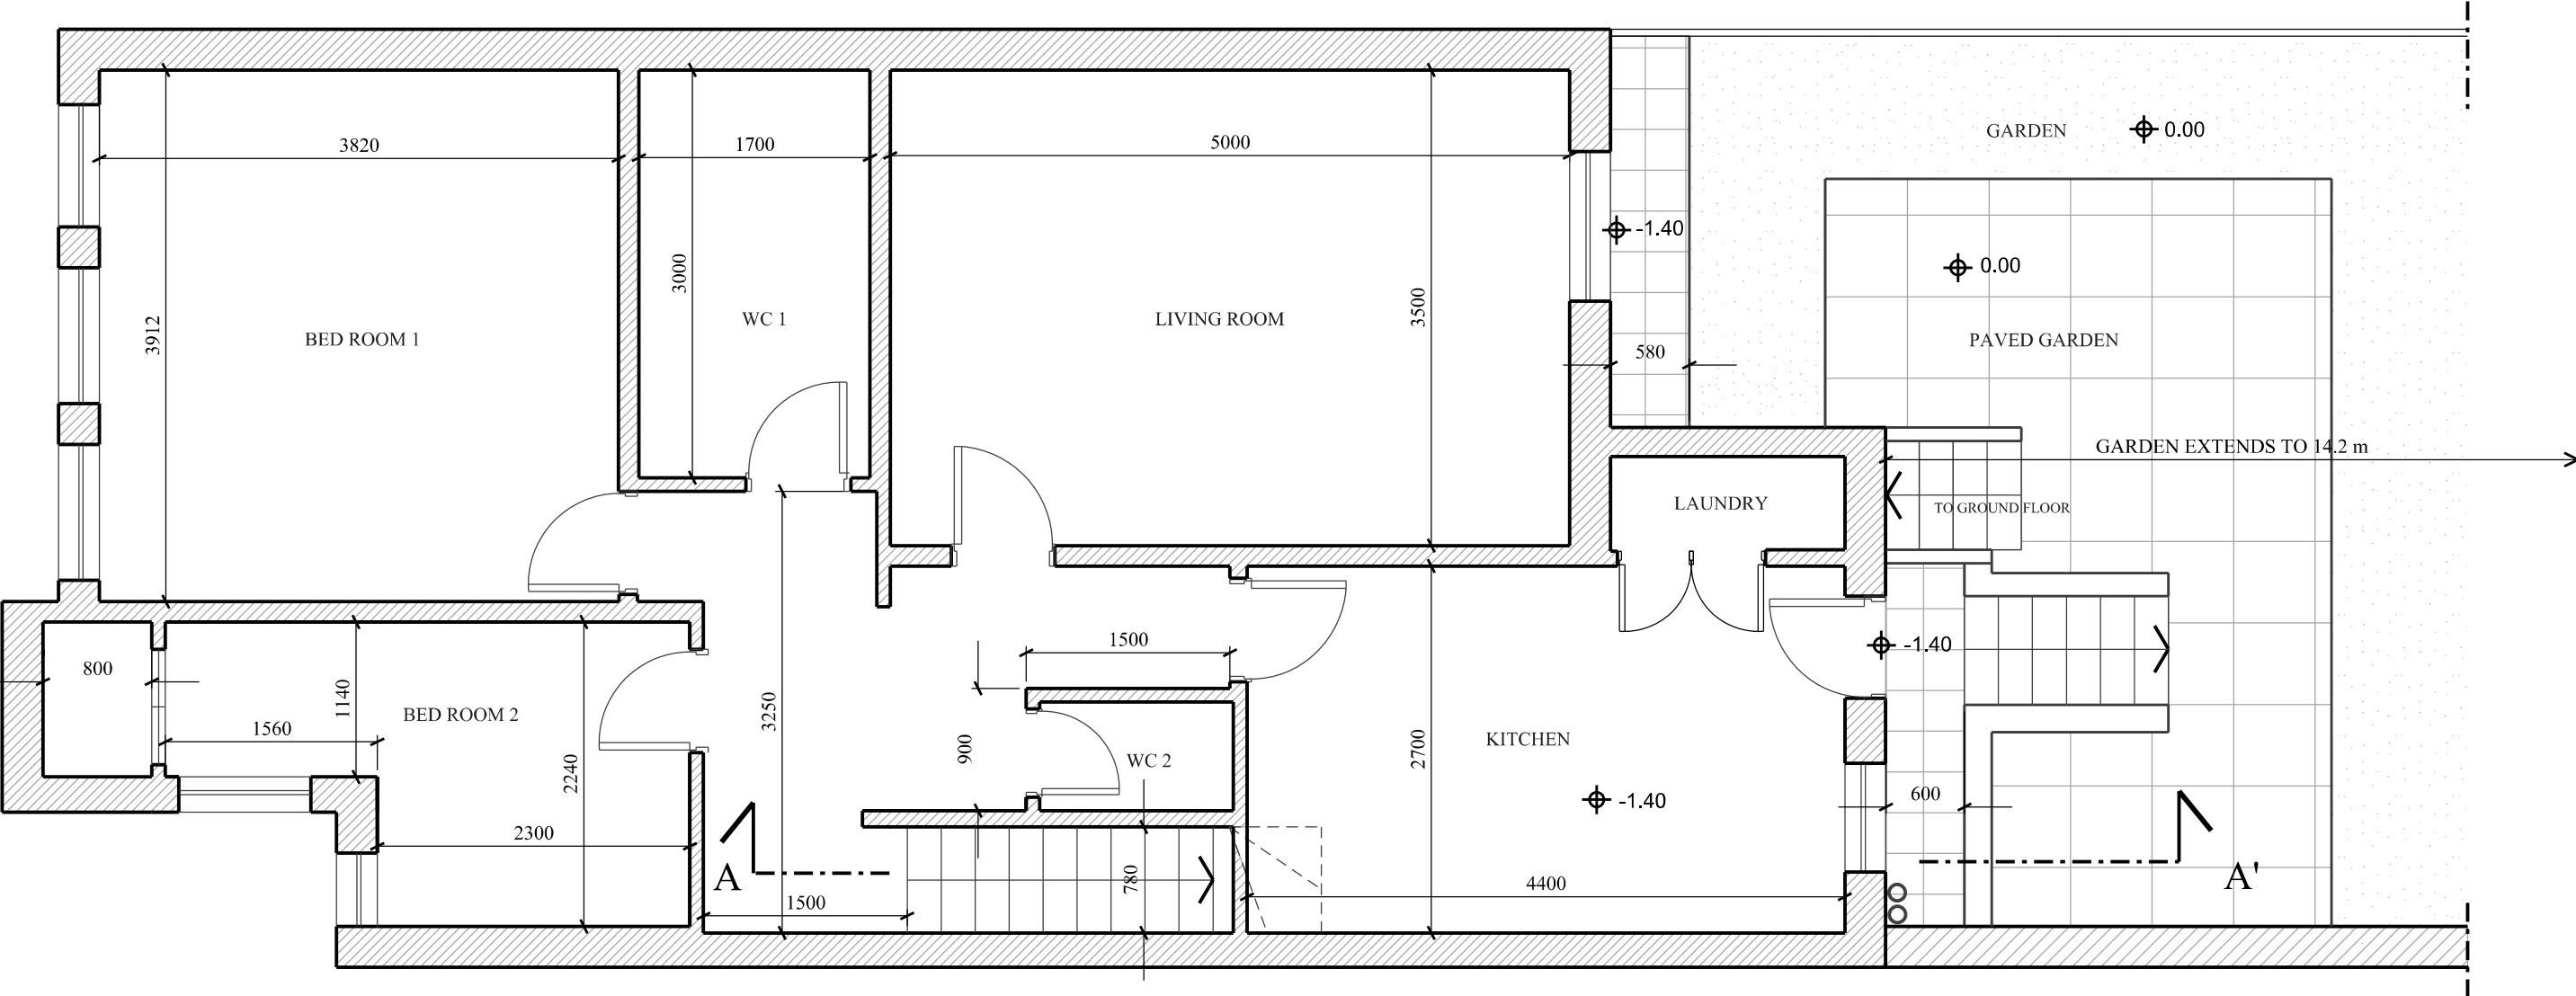 GARDEN
0.00
3820
1700
5000
-1.40
0.00
3000
3912
BED ROOM 1
WC 1
LIVING ROOM
3500
580
PAVED GARDEN
GARDEN EXTENDS TO 14.2 m
LAUNDRY
TO GROUND FLOOR
800
1140
1560
BED ROOM 2
3250
1500
-1.40
2240
900
WC 2
2700
KITCHEN
-1.40
600
2300
A
780
4400
1500
A'